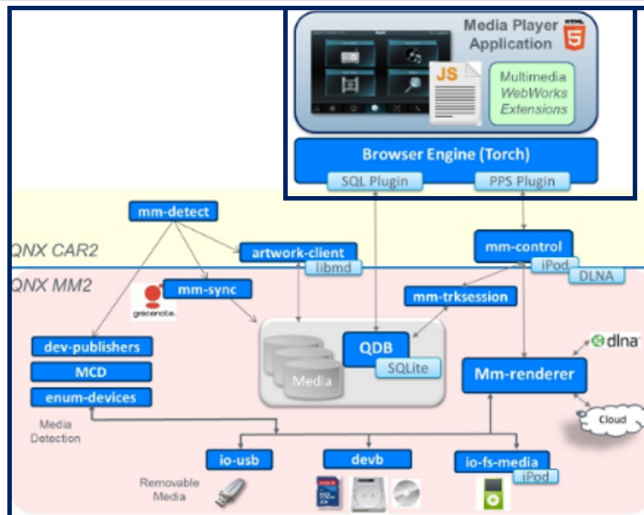 Media Player
Application
HTML
5
JS
Multimedia
WebWorks
Extensions
Browser Engine (Torch)
SQL Plugin
PPS Plugin
mm-detect
QNX CAR2
artwork-client
libmd
mm-control
iPod
DLNA
QNX MM2
mm-sync
gracenote.
mm-trksession
dev-publishers
MCD
enum-devices
QDB
SQLite
Media
Mm-renderer
dlna
Cloud
Media
Detection
io-usb
devb
io-fs-media
iPod
Removable
Media